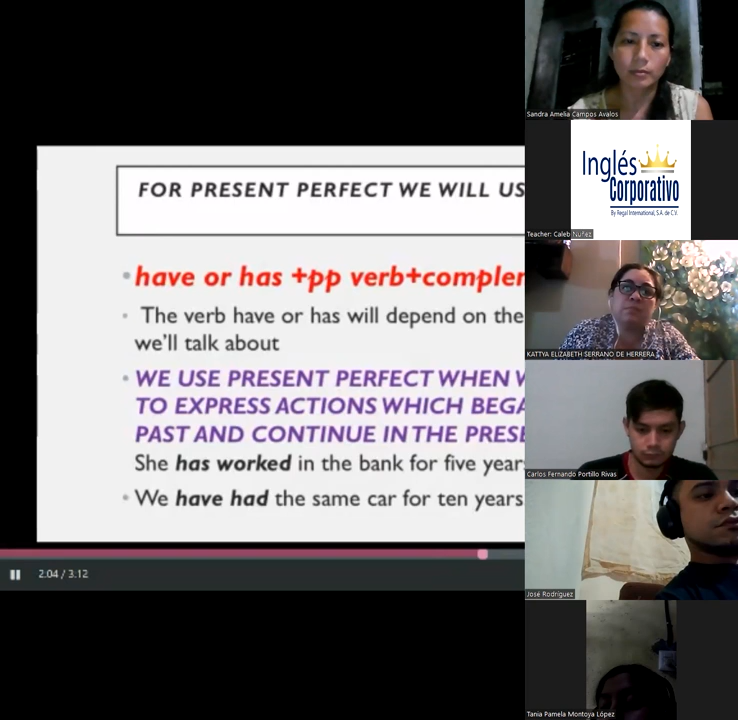 FOR PRESENT PERFECT WE WILL US
have or has +pp verb+complem
The verb have or has will depend on the
we'll talk about
WE USE PRESENT PERFECT WHEN W
TO EXPRESS ACTIONS WHICH BEGA
PAST AND CONTINUE IN THE PRESE
She has worked in the bank for five year
We have had the same car for ten years
2.04 / 3.12
Sandra Amelia Campos Avalos
Inglés
Corporativo
By Regal International, S.A. de C.V.
Teacher: Caleb Nuñez
KATTYA ELIZABETH SERRANO DE HERRERA
Carlos Fernando Portillo Rivas
José Rodríguez
Tania Pamela Montoya López